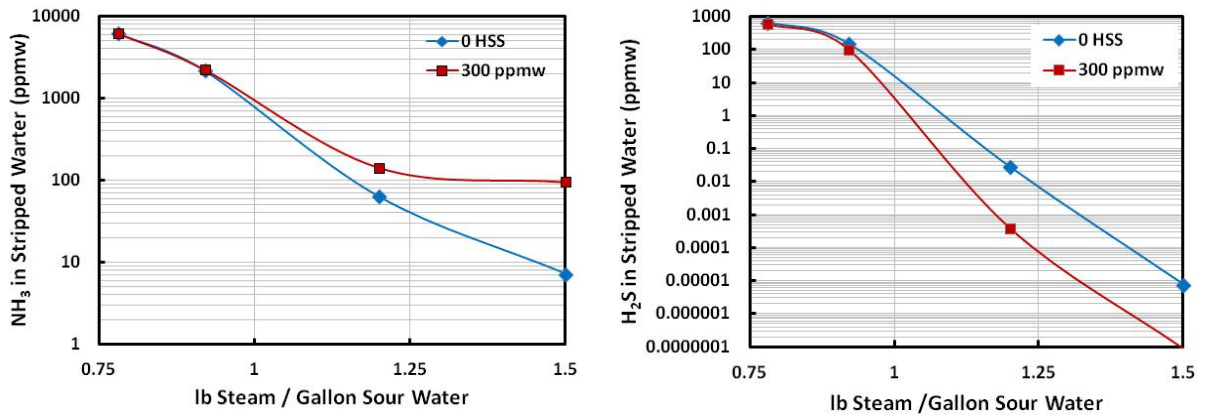 NH3 in Stripped Warter (ppmw)
10000
1000
100
10
1
0 HSS
300 ppmw
0.75 1 1.25 1.5
lb Steam / Gallon Sour Water
H2S in Stripped Water (ppmw)
1000
100
10
1
0.1
0.01
0.001
0.0001
0.00001
0.000001
0.0000001
0 HSS
300 ppmw
0.75 1 1.25 1.5
lb Steam /Gallon Sour Water